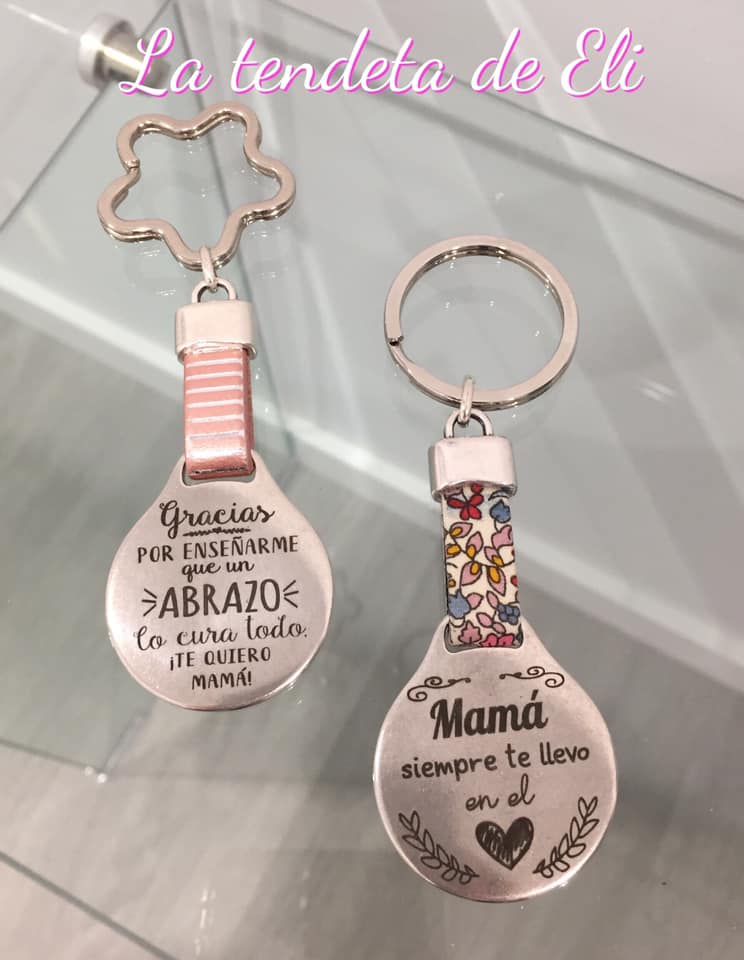 La tendeta de Eli
Gracias
POR ENSEÑARME
que un
ABRAZO
lo cura todo.
¡TE QUIERO
MAMÁ!
Mamá
siempre te llevo
en el